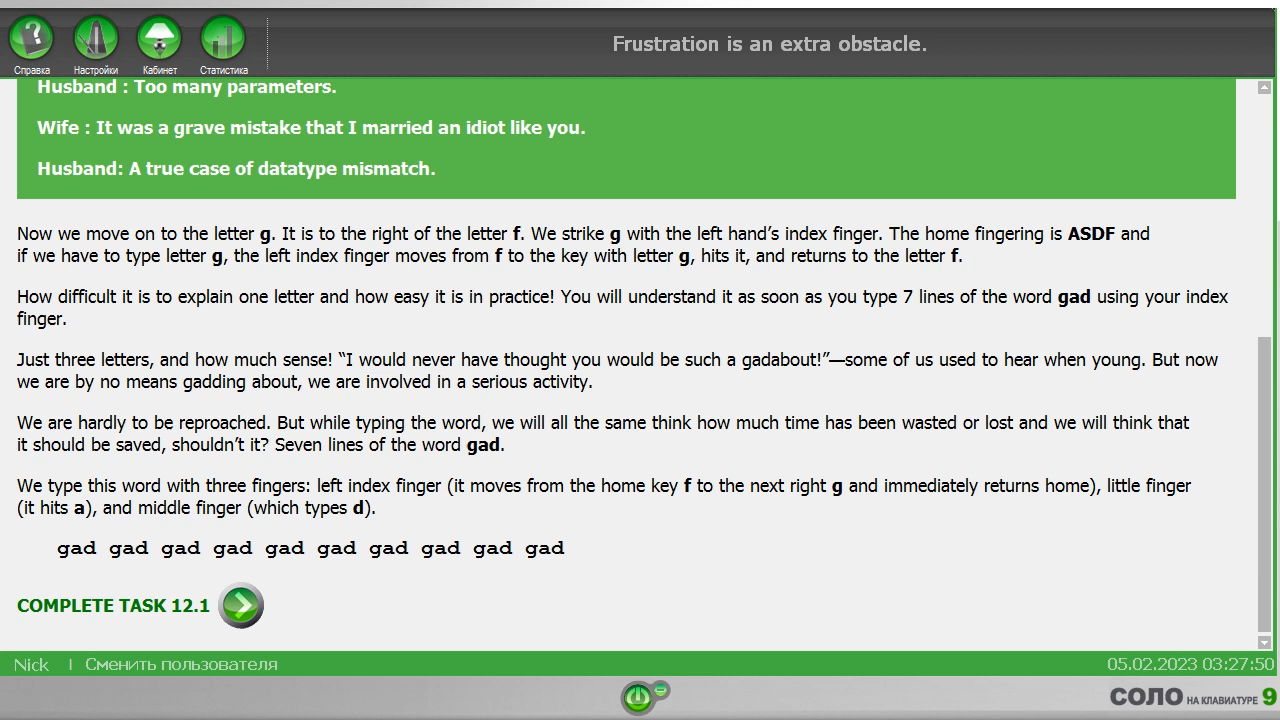 Справка Настройки Кабинет Статистика
Frustration is an extra obstacle.
Husband : Too many parameters.
Wife : It was a grave mistake that I married an idiot like you.
Husband: A true case of datatype mismatch.
Now we move on to the letter g. It is to the right of the letter f. We strike g with the left hand’s index finger. The home fingering is ASDF and
if we have to type letter g, the left index finger moves from f to the key with letter g, hits it, and returns to the letter f.
How difficult it is to explain one letter and how easy it is in practice! You will understand it as soon as you type 7 lines of the word gad using your index
finger.
Just three letters, and how much sense! “I would never have thought you would be such a gadabout!”—some of us used to hear when young. But now
we are by no means gadding about, we are involved in a serious activity.
We are hardly to be reproached. But while typing the word, we will all the same think how much time has been wasted or lost and we will think that
it should be saved, shouldn’t it? Seven lines of the word gad.
We type this word with three fingers: left index finger (it moves from the home key f to the next right g and immediately returns home), little finger
(it hits a), and middle finger (which types d).
gad gad gad gad gad gad gad gad gad gad
COMPLETE TASK 12.1
Nick | Сменить пользователя 05.02.2023 03:27:50
СОЛО НА КЛАВИАТУРЕ 9